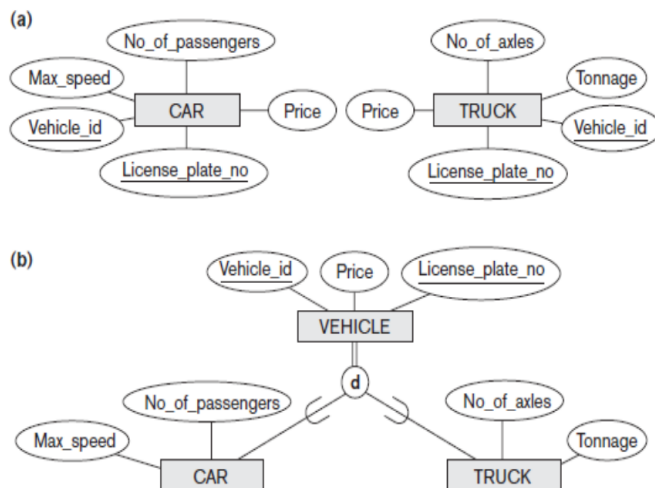 (a)
No_of_passengers
No_of_axles
Max_speed
Tonnage
CAR
Price
Price
TRUCK
Vehicle_id
Vehicle_id
License_plate_no
License_plate_no
(b)
Vehicle_id
Price
License_plate_no
VEHICLE
d
No_of_passengers
No_of_axles
Max_speed
Tonnage
CAR
TRUCK